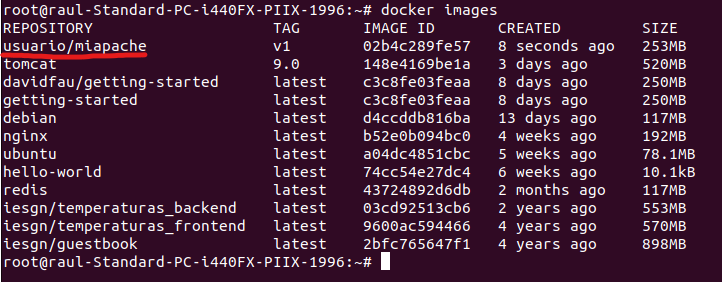 root@raul-Standard-PC-i440FX-PIIX-1996:~# docker images
REPOSITORY TAG IMAGE ID CREATED SIZE
usuario/miapache v1 02b4c289fe57 8 seconds ago 253MB
tomcat 9.0 148e4169be1a 3 days ago 520MB
davidfau/getting-started latest c3c8fe03feaa 8 days ago 250MB
getting-started latest c3c8fe03feaa 8 days ago 250MB
debian latest d4ccddb816ba 13 days ago 117MB
nginx latest b52e0b094bc0 4 weeks ago 192MB
ubuntu latest a04dc4851cbc 5 weeks ago 78.1MB
hello-world latest 74cc54e27dc4 6 weeks ago 10.1kB
redis latest 43724892d6db 2 months ago 117MB
iesgn/temperaturas_backend latest 03cd92513cb6 2 years ago 553MB
iesgn/temperaturas_frontend latest 9600ac594466 4 years ago 570MB
iesgn/guestbook latest 2bfc765647f1 4 years ago 898MB
root@raul-Standard-PC-i440FX-PIIX-1996:~#